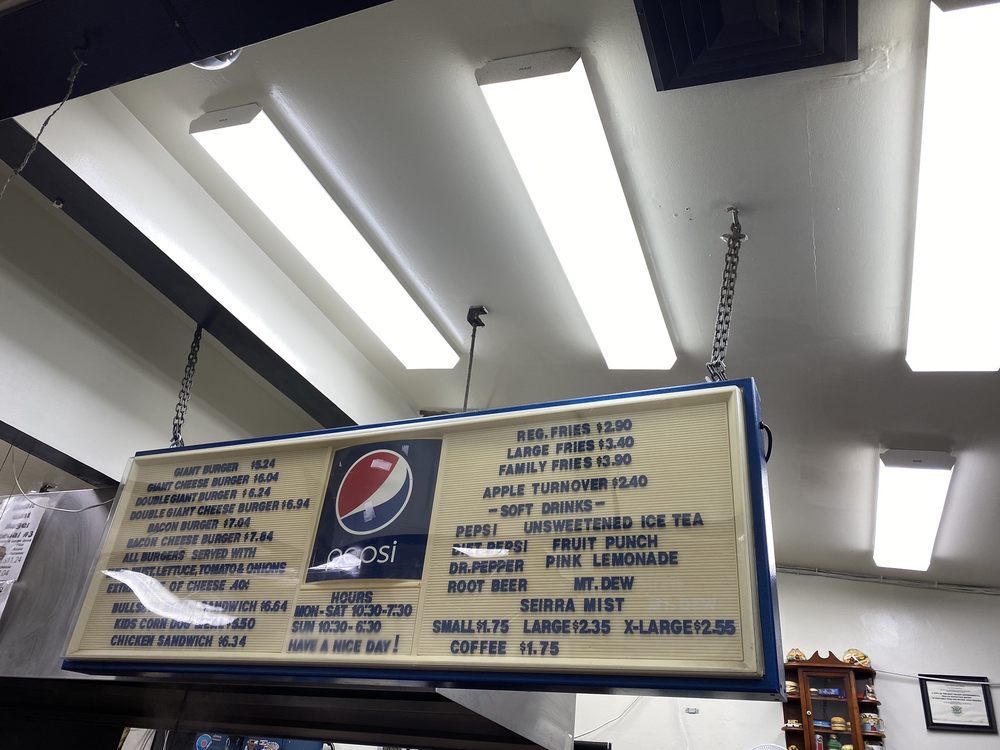 GIANT BURGER $5.24
GIANT CHEESE BURGER $6.04
DOUBLE GIANT BURGER $6.24
DOUBLE GIANT CHEESE BURGER $6.94
BACON BURGER $7.04
BACON CHEESE BURGER $7.84
ALL BURGERS SERVED WITH
LETTUCE, TOMATO & ONIONS
OF CHEESE .40¢
SANDWICH $6.64
KIDS CORN DOG $6.50
CHICKEN SANDWICH $6.34
pepsi
HOURS
MON-SAT 10:30-7:30
SUN 10:30-6:30
HAVE A NICE DAY!
REG. FRIES $2.90
LARGE FRIES $3.40
FAMILY FRIES $3.90
APPLE TURNOVER $2.40
-SOFT DRINKS-
PEPSI UNSWEETENED ICE TEA
PEPSI FRUIT PUNCH
DR.PEPPER PINK LEMONADE
ROOT BEER MT. DEW
SEIRRA MIST
SMALL $1.75 LARGE $2.35 X-LARGE $2.55
COFFEE $1.75